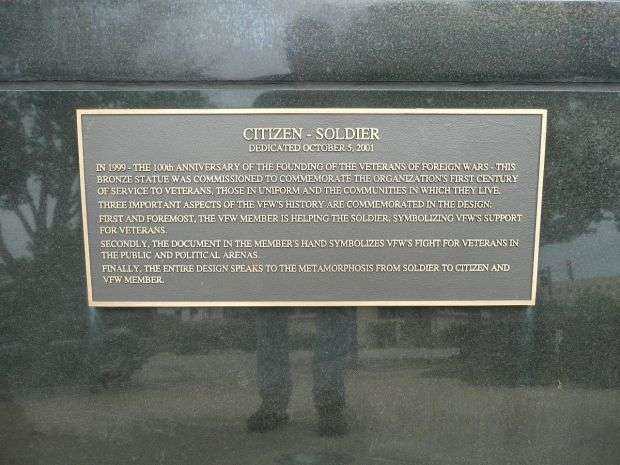 CITIZEN - SOLDIER
DEDICATED OCTOBER 5, 2001
IN 1999 - THE 100th ANNIVERSARY OF THE FOUNDING OF THE VETERANS OF FOREIGN WARS - THIS
BRONZE STATUE WAS COMMISSIONED TO COMMEMORATE THE ORGANIZATION'S FIRST CENTURY
OF SERVICE TO VETERANS, THOSE IN UNIFORM AND THE COMMUNITIES IN WHICH THEY LIVE.
THREE IMPORTANT ASPECTS OF THE VFW'S HISTORY ARE COMMEMORATED IN THE DESIGN;
FIRST AND FOREMOST, THE VFW MEMBER IS HELPING THE SOLDIER; SYMBOLIZING VFW'S SUPPORT
FOR VETERANS.
SECONDLY, THE DOCUMENT IN THE MEMBER'S HAND SYMBOLIZES VFW'S FIGHT FOR VETERANS IN
THE PUBLIC AND POLITICAL ARENAS.
FINALLY, THE ENTIRE DESIGN SPEAKS TO THE METAMORPHOSIS FROM SOLDIER TO CITIZEN AND
VFW MEMBER.